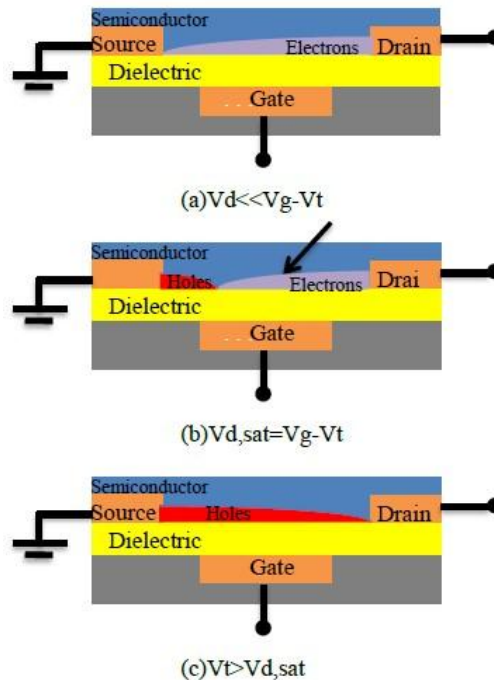 Semiconductor
Source
Electrons
Drain
Dielectric
Gate
(a)Vd<<Vg-Vt
Semiconductor
Holes
Electrons
Drai
Dielectric
Gate
(b)Vd,sat=Vg-Vt
Semiconductor
Source
Holes
Drain
Dielectric
Gate
(c)Vt>Vd,sat